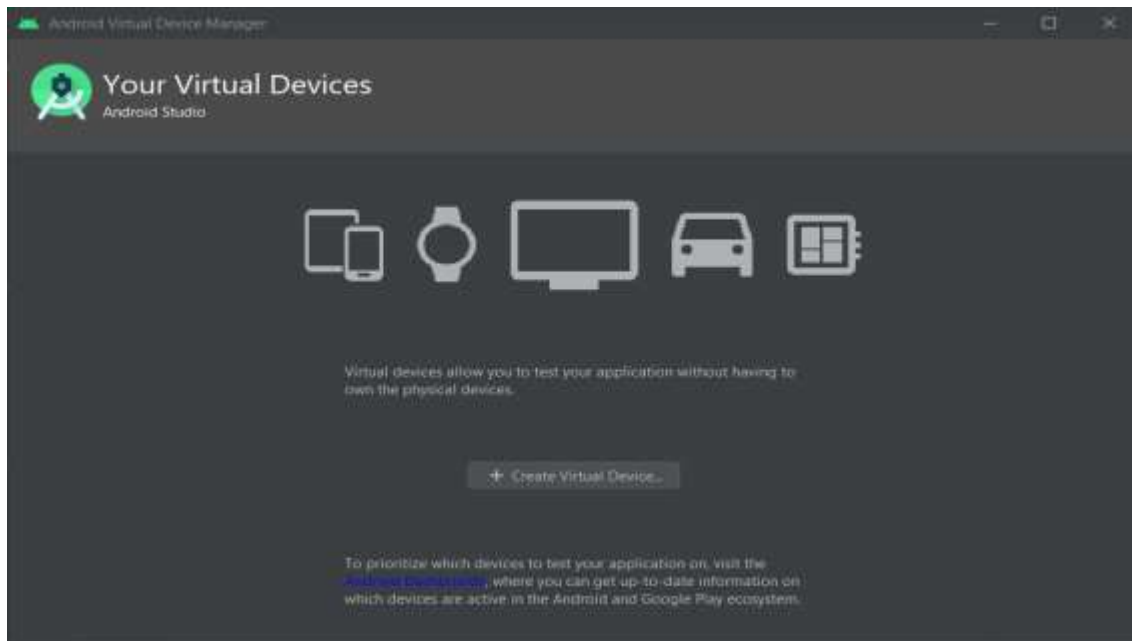 Android Virtual Device Manager
Your Virtual Devices
Android Studio
Virtual devices allow you to test your application without having to
own the physical devices.
+ Create Virtual Device...
To prioritize which devices to test your application on, visit the
Android Dashboards, where you can get up-to-date information on
which devices are active in the Android and Google Play ecosystem.